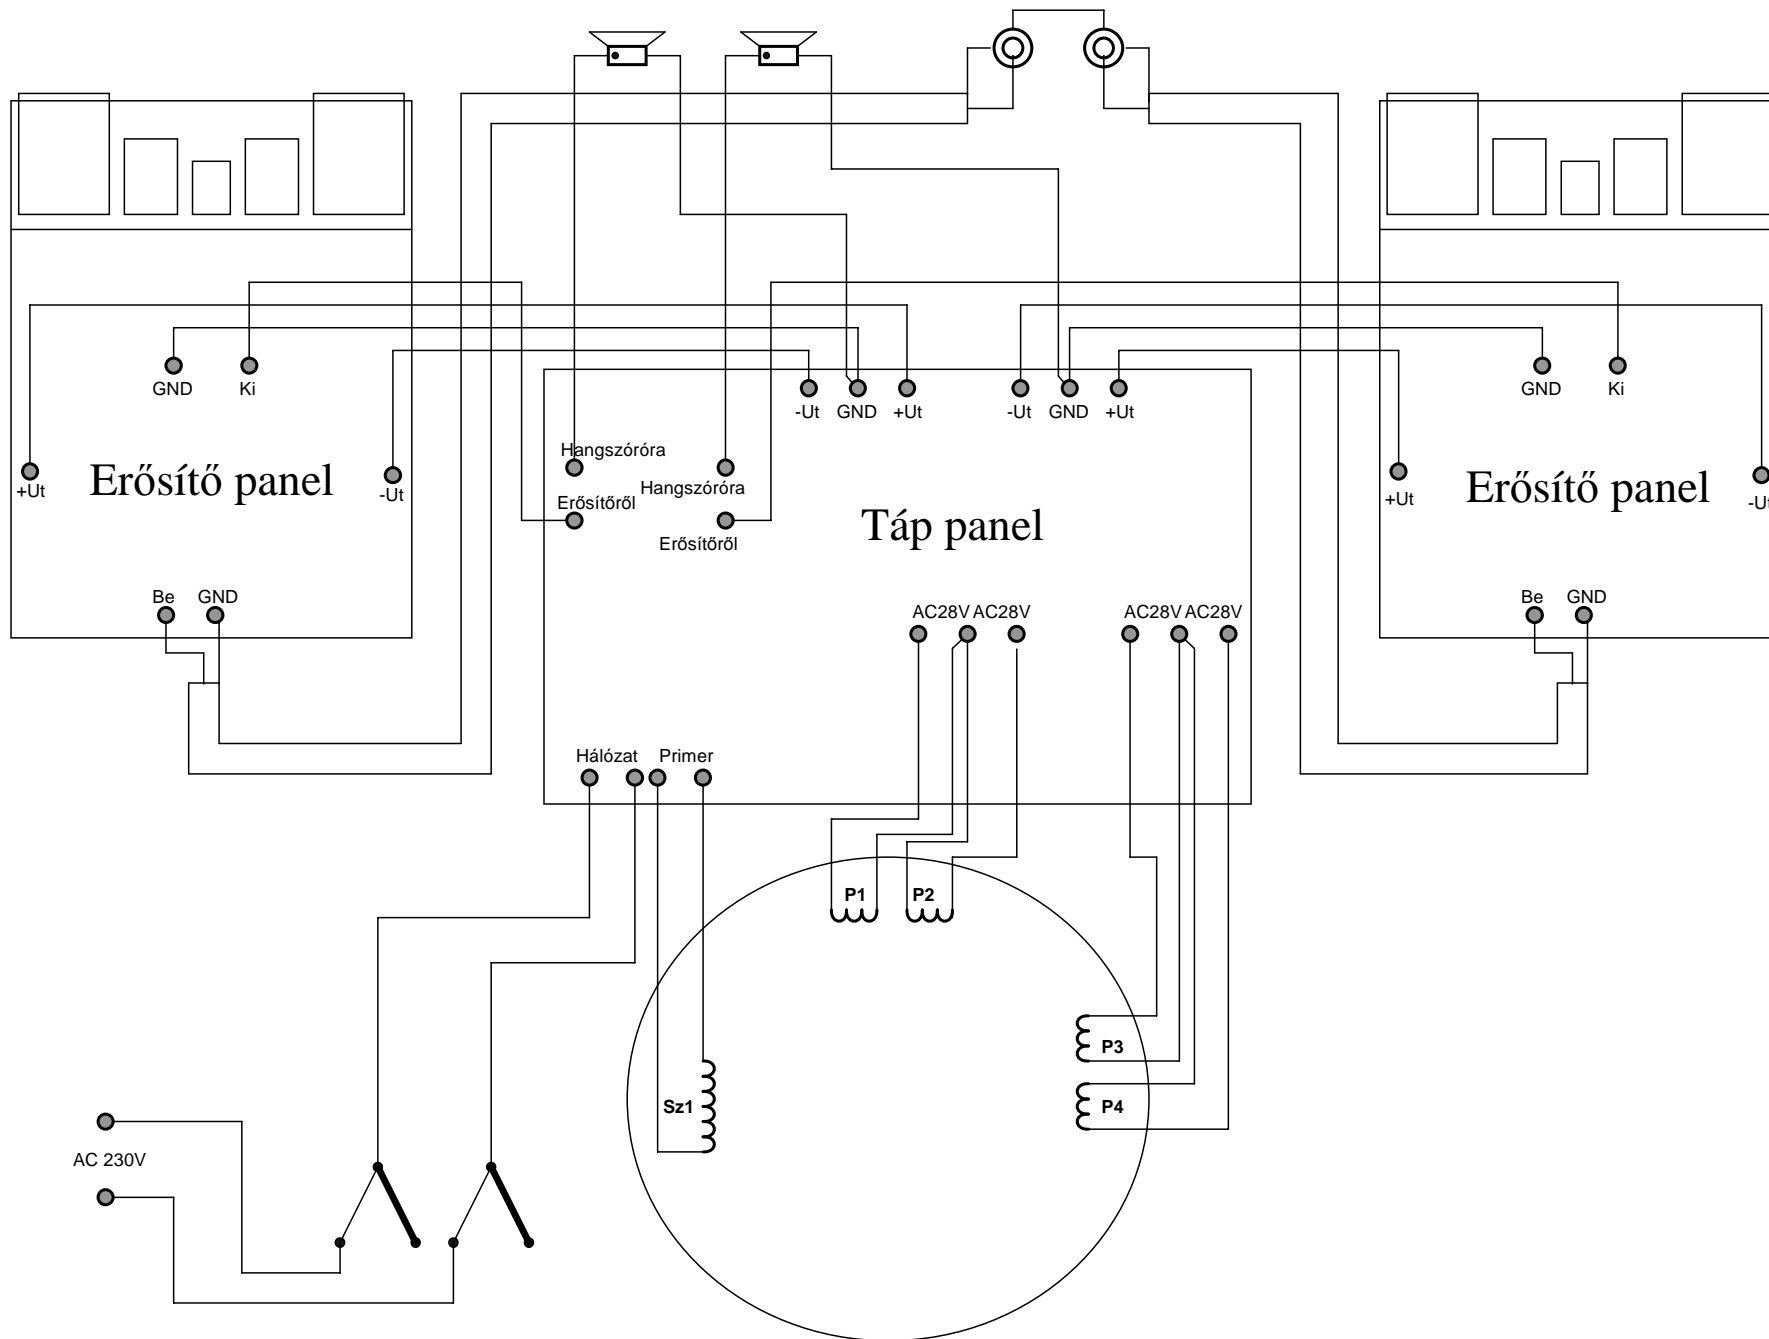 GND
Ki
+Ut
Erősítő panel
-Ut
Be
GND
-Ut
GND
+Ut
-Ut
GND
+Ut
Hangszóróra
Hangszóróra
Erősítőről
Erősítőről
Táp panel
AC28V AC28V
AC28V AC28V
Hálózat
Primer
GND
Ki
+Ut
Erősítő panel
-Ut
Be
GND
P1
P2
P3
P4
Sz1
AC 230V